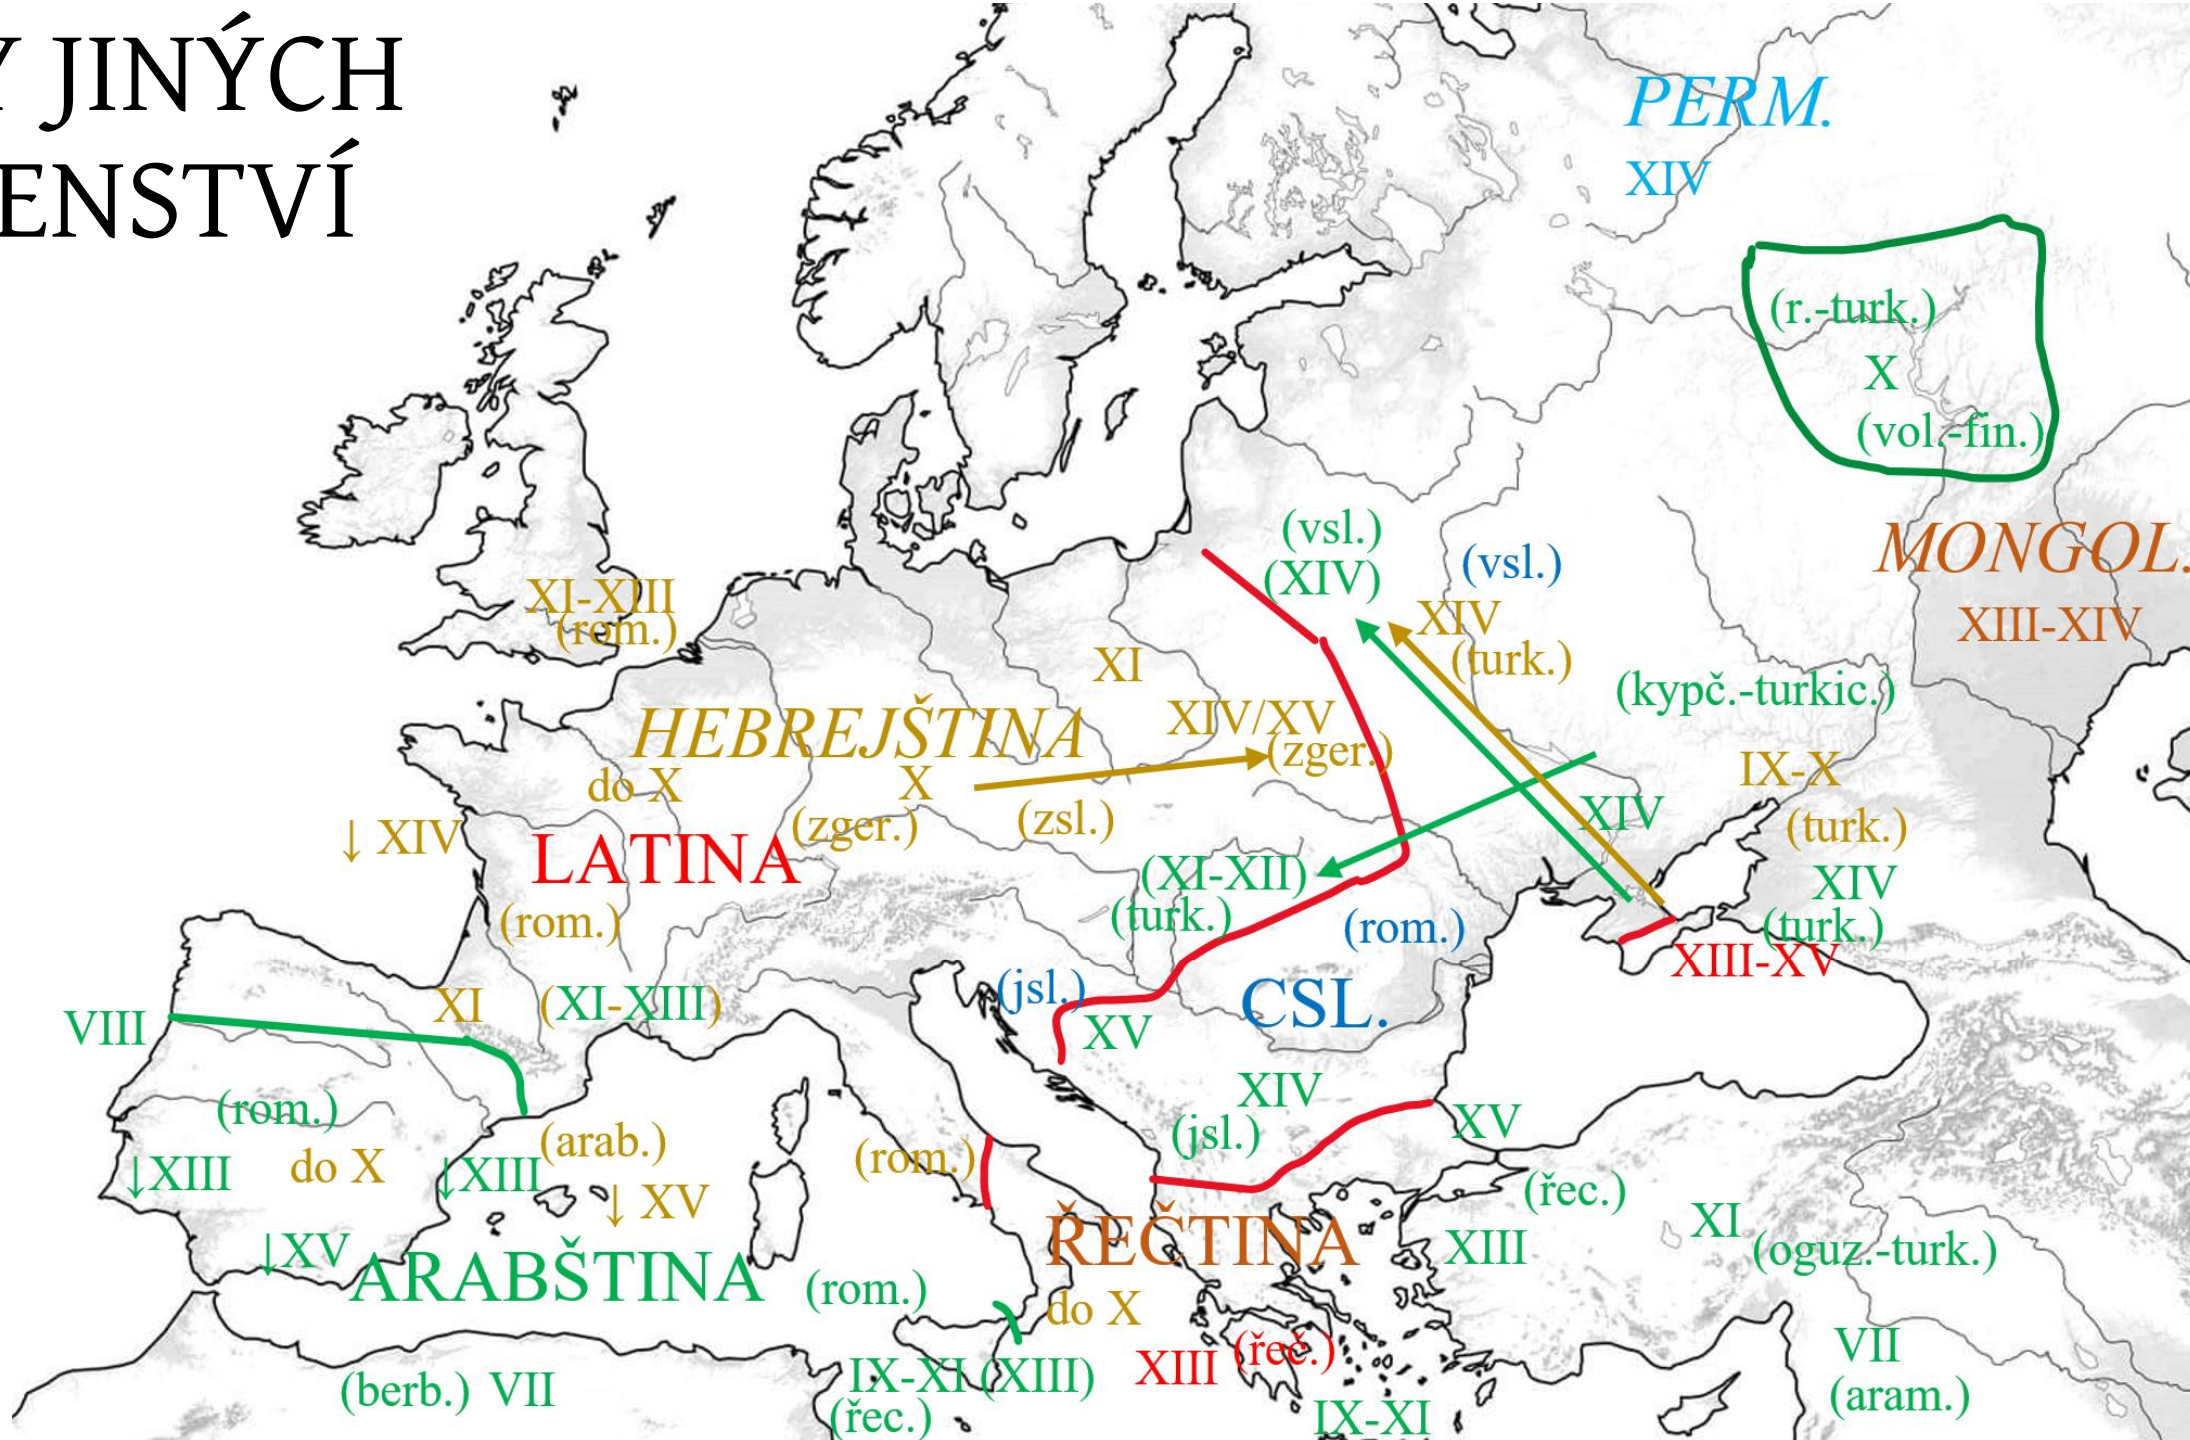 Y JINÝCH
ENSTVÍ
PERM.
XIV
(r.-turk.)
X
(vol.-fin.)
MONGOL.
XIII-XIV
(vsl.)
(XIV)
(vsl.)
XIV
(turk.)
XI-XIII
(rom.)
XI
(kypč.-turkic.)
HEBREJŠTINA
XIV/XV
(zger.)
do X
X
(zger.)
(zsl.)
IX-X
(turk.)
XIV
↓ XIV
LATINA
(XI-XII)
(turk.)
XIV
(turk.)
(rom.)
(rom.)
XIII-XV
(jsl.)
CSL.
VIII
XI
(XI-XIII)
XV
XIV
(jsl.)
XV
(rom.)
(arab.)
(rom.)
↓XIII
do X
↓XIII
↓ XV
(řec.)
↓XV
ARABŠTINA
ŘEČTINA
XIII
XI
(oguz.-turk.)
(rom.)
do X
XIII
(řeč.)
VII
(aram.)
(berb.) VII
IX-XI (XIII)
(řec.)
IX-XI